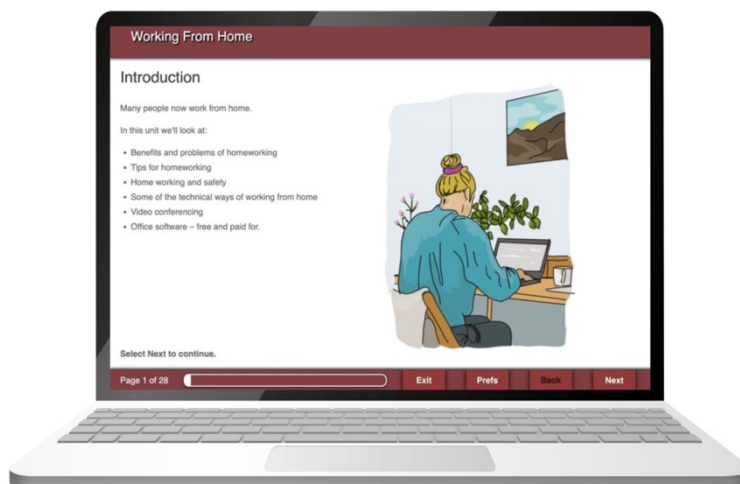 Working From Home
Introduction
Many people now work from home.
In this unit we'll look at:
• Benefits and problems of homeworking
• Tips for homeworking
• Home working and safety
• Some of the technical ways of working from home
• Video conferencing
• Office software – free and paid for.
Select Next to continue.
Page 1 of 28 Exit Prefs Back Next